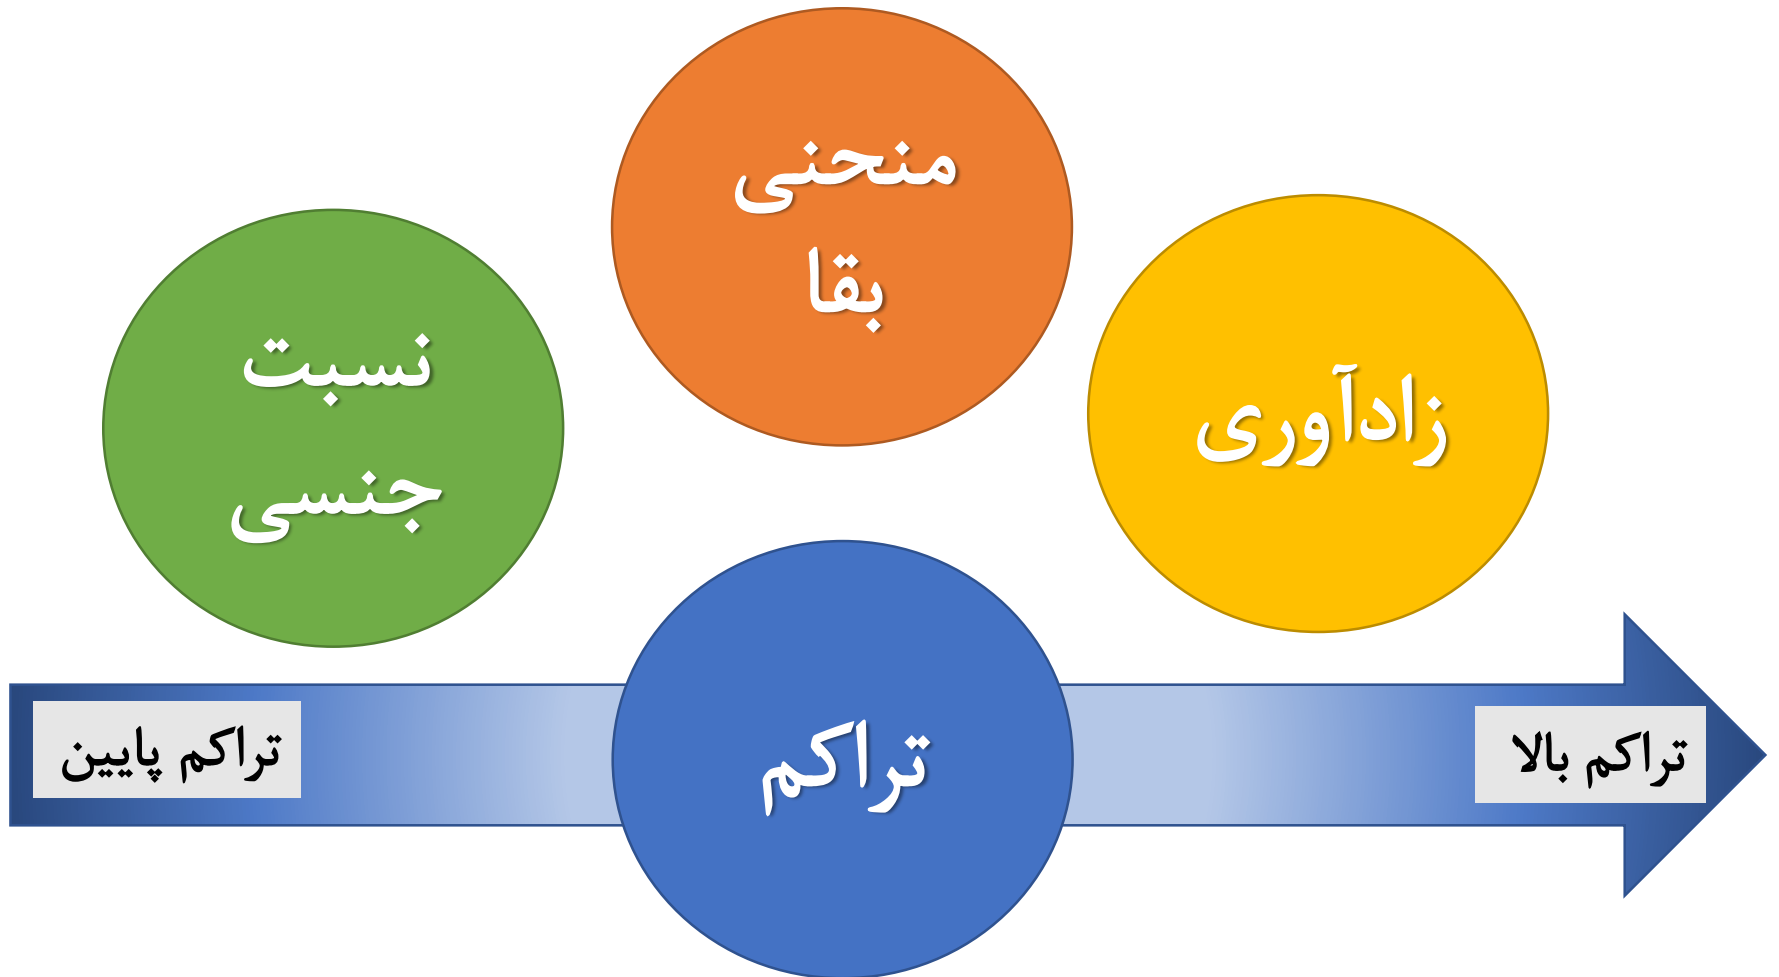 منحنی
بقا
زادآوری
نسبت
جنسی
تراکم
تراکم بالا
تراکم پایین